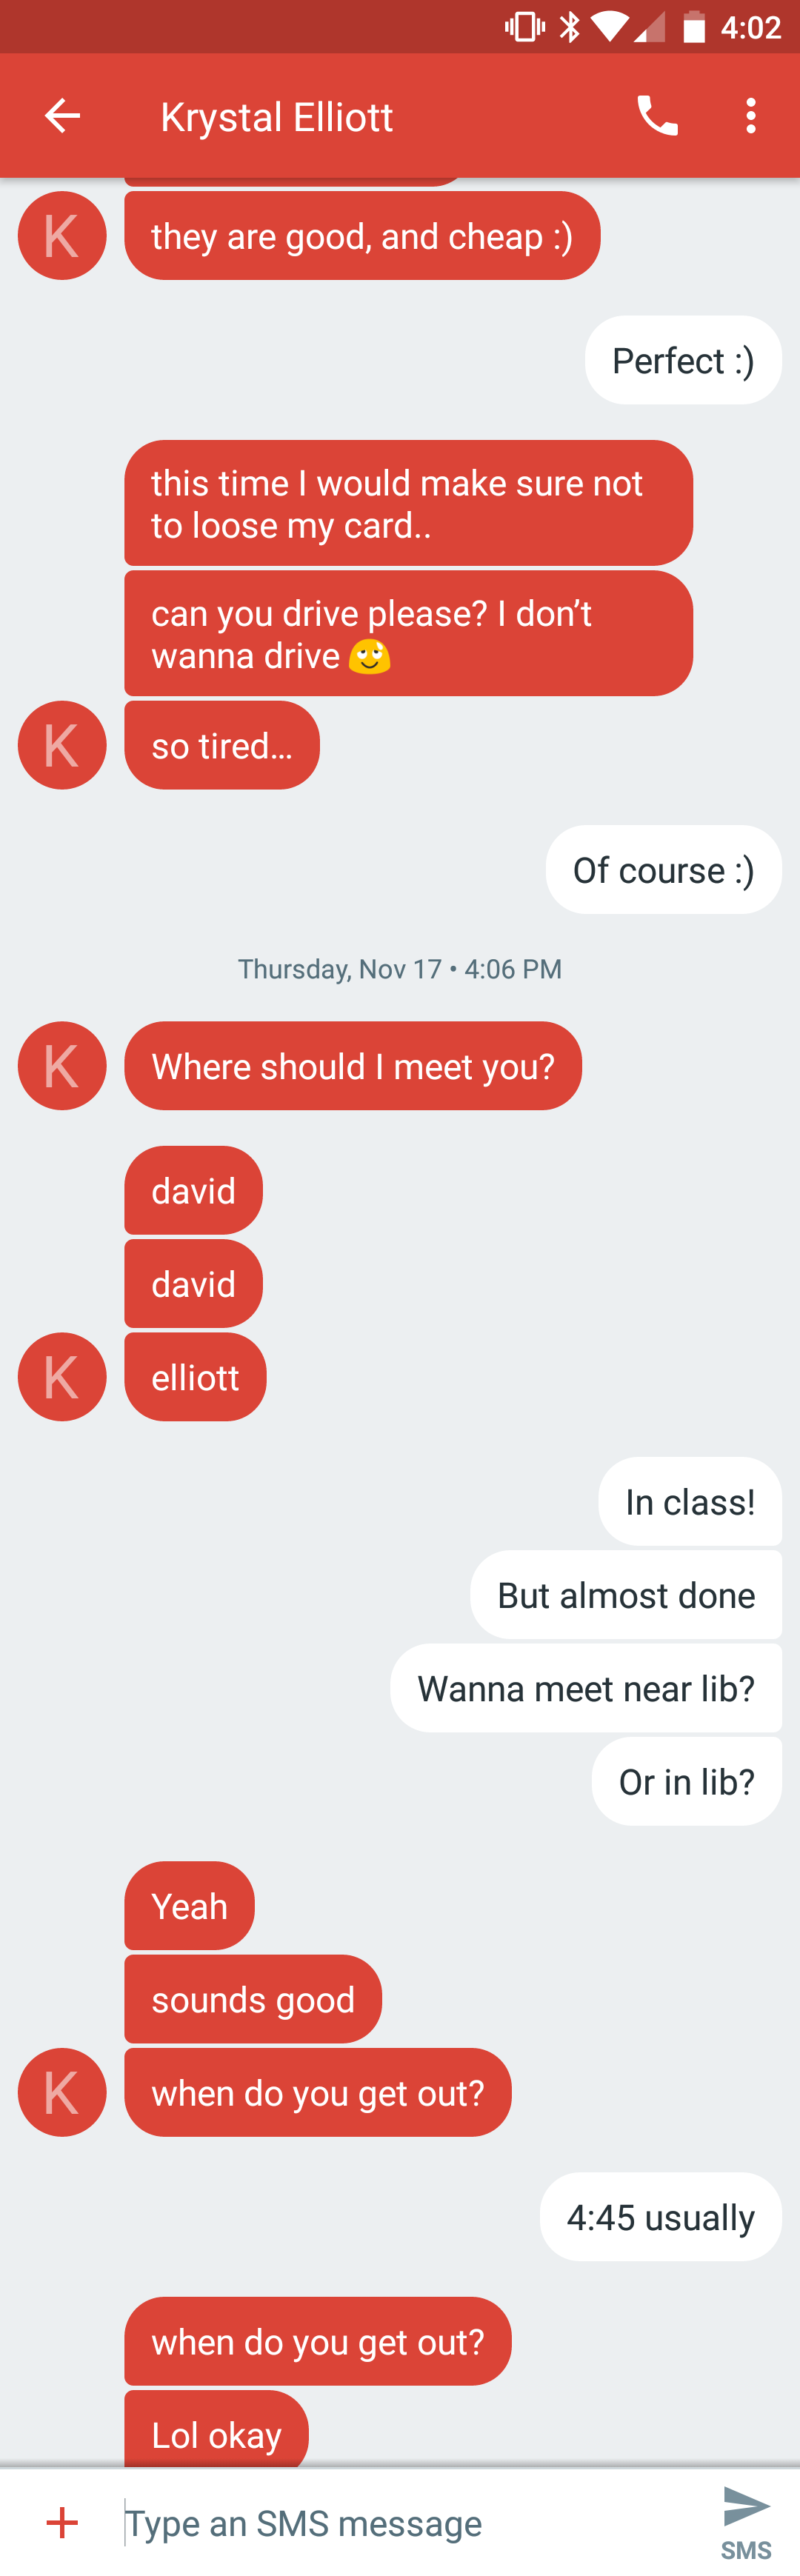 4:02
Krystal Elliott
K
they are good, and cheap :)
Perfect :)
this time I would make sure not
to loose my card..
can you drive please? I don’t
wanna drive 😌
K
so tired...
Of course :)
Thursday, Nov 17 • 4:06 PM
K
Where should I meet you?
david
david
K
elliott
In class!
But almost done
Wanna meet near lib?
Or in lib?
Yeah
sounds good
K
when do you get out?
4:45 usually
when do you get out?
Lol okay
+
Type an SMS message
SMS